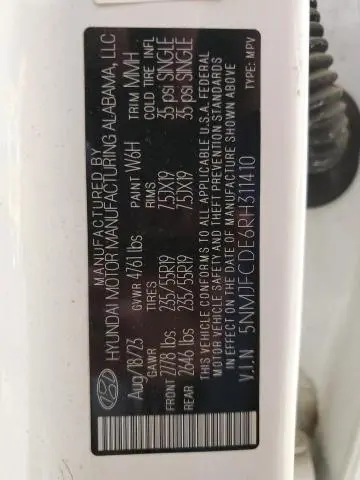 MANUFACTURED BY
HYUNDAI MOTOR MANUFACTURING ALABAMA, LLC
Aug/18/23 GVWR 4761 lbs PAINT W6H TRIM MMH
GAWR TIRES RIMS COLD TIRE INFL
FRONT 2778 lbs 235/55R19 7.5JX19 35 psi SINGLE
REAR 2646 lbs 235/55R19 7.5JX19 35 psi SINGLE
THIS VEHICLE CONFORMS TO ALL APPLICABLE U.S.A. FEDERAL
MOTOR VEHICLE SAFETY AND THEFT PREVENTION STANDARDS
IN EFFECT ON THE DATE OF MANUFACTURE SHOWN ABOVE
V.I.N 5NMJFCDE6RH311410 TYPE: MPV